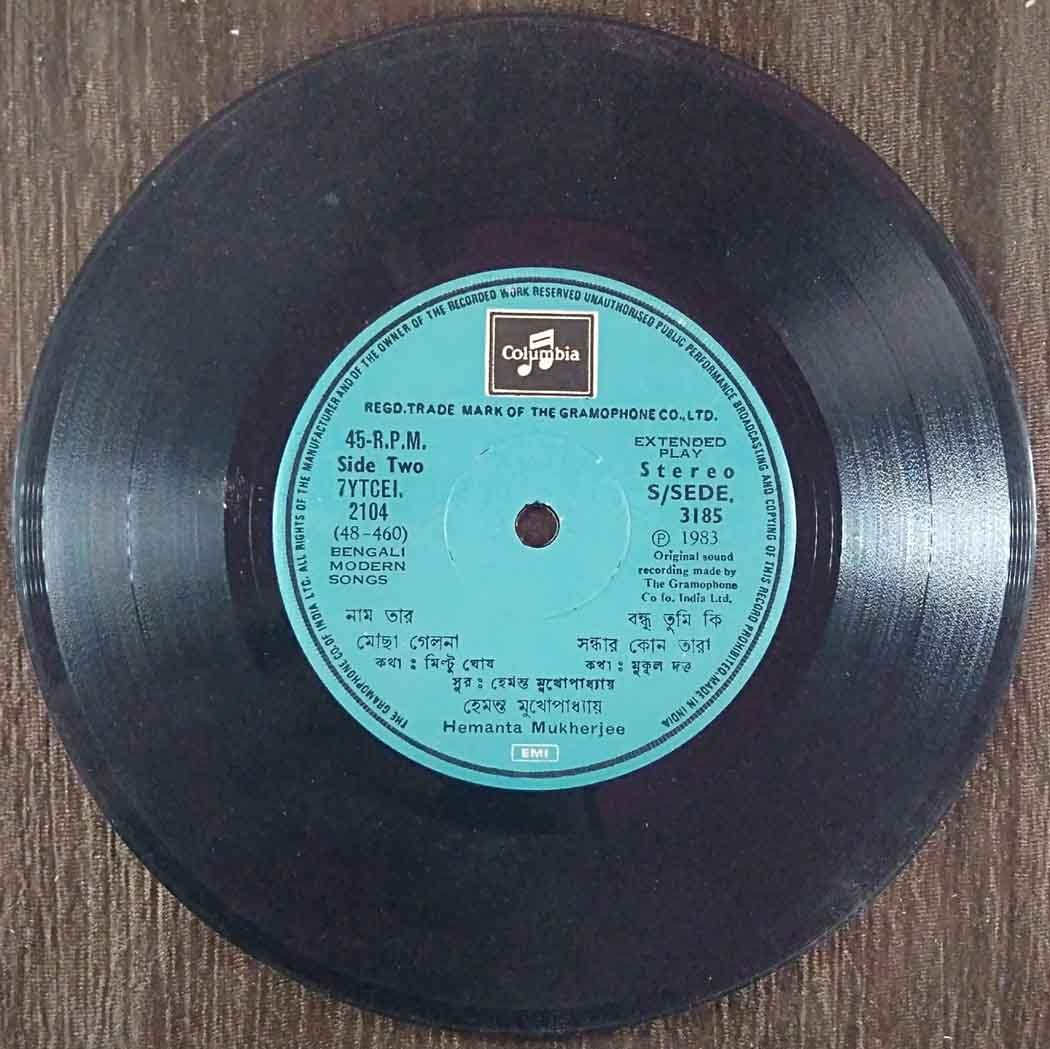 THE GRAMOPHONE CO. OF INDIA LTD. ALL RIGHTS OF THE MANUFACTURER AND OF THE OWNER OF THE RECORDED WORK RESERVED UNAUTHORISED PUBLIC PERFORMANCE BROADCASTING AND COPYING OF THIS RECORD PROHIBITED. MADE IN INDIA
Columbia
REGD. TRADE MARK OF THE GRAMOPHONE CO., LTD.
45-R.P.M.
Side Two
7YTCEI.
2104
(48-460)
BENGALI
MODERN
SONGS
EXTENDED
PLAY
Stereo
S/SEDE.
3185
Ⓟ 1983
Original sound
recording made by
The Gramophone
Co fo. India Ltd.
নাম তার
মোছা গেলনা
কথা : মিণ্টু ঘোষ
বন্ধু তুমি কি
সন্ধার কোন তারা
কথা : মুকুল দত্ত
সুর : হেমন্ত মুখোপাধ্যায়
হেমন্ত মুখোপাধ্যায়
Hemanta Mukherjee
EMI